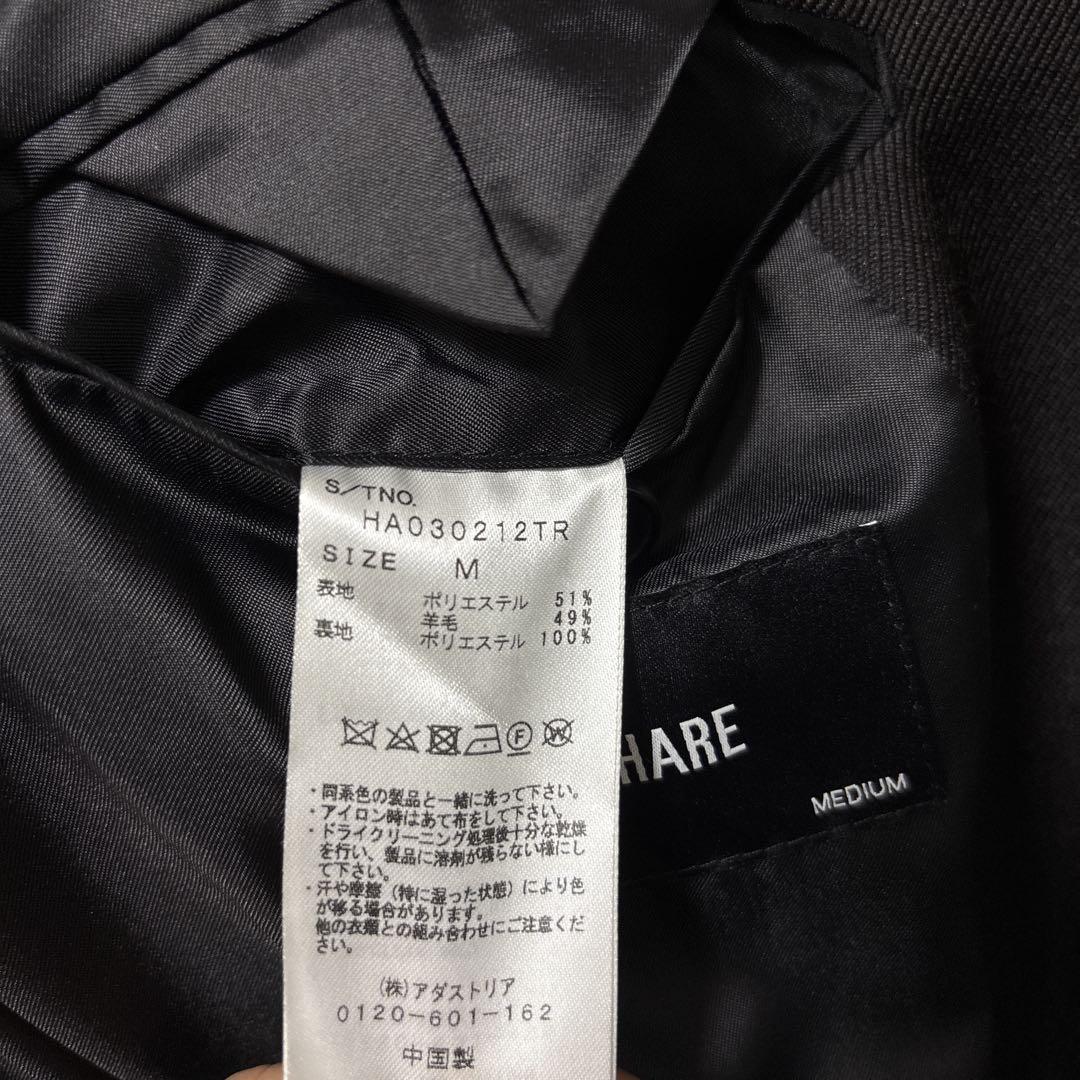 S/TNO.
HA030212TR
SIZE M
表地 ポリエステル 51%
羊毛 49%
裏地 ポリエステル 100%
F W
・同系色の製品と一緒に洗って下さい。
・アイロン時はあて布をして下さい。
・ドライクリーニング処理後十分な乾燥
を行い、製品に溶剤が残らない様にし
て下さい。
・汗や摩擦（特に湿った状態）により色
が移る場合があります。
他の衣類との組み合わせにご注意くだ
さい。
(株)アダストリア
0120-601-162
中国製
HARE
MEDIUM